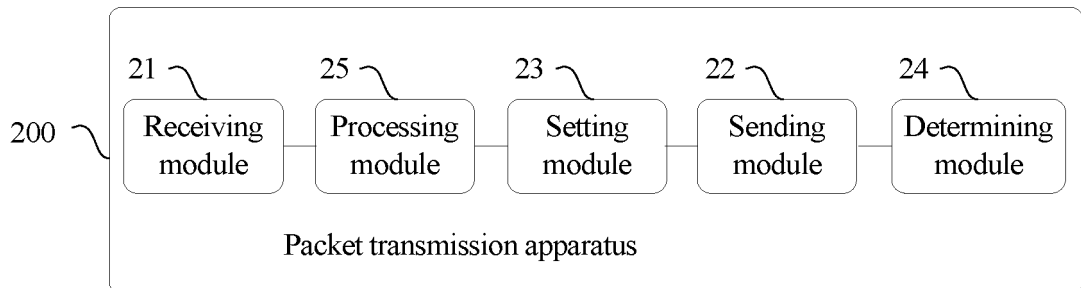 21 25 23 22 24
200
Receiving module
Processing module
Setting module
Sending module
Determining module
Packet transmission apparatus